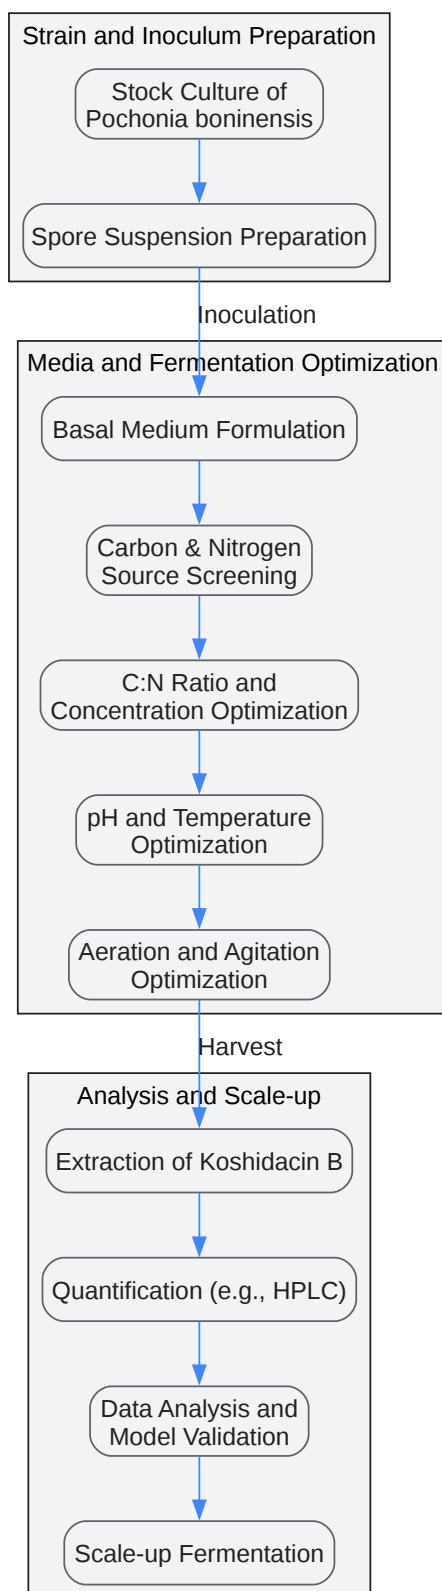 Strain and Inoculum Preparation
Stock Culture of
Pochonia boninensis
Spore Suspension Preparation
Inoculation
Media and Fermentation Optimization
Basal Medium Formulation
Carbon & Nitrogen
Source Screening
C:N Ratio and
Concentration Optimization
pH and Temperature
Optimization
Aeration and Agitation
Optimization
Harvest
Analysis and Scale-up
Extraction of Koshidacin B
Quantification (e.g., HPLC)
Data Analysis and
Model Validation
Scale-up Fermentation